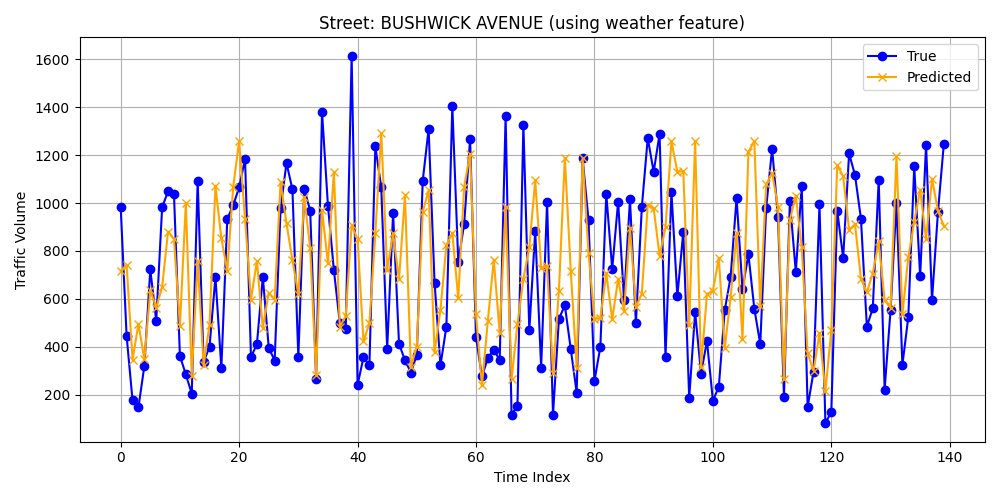 Street: BUSHWICK AVENUE (using weather feature)
True
Predicted
Traffic Volume
1600
1400
1200
1000
800
600
400
200
0 20 40 60 80 100 120 140
Time Index